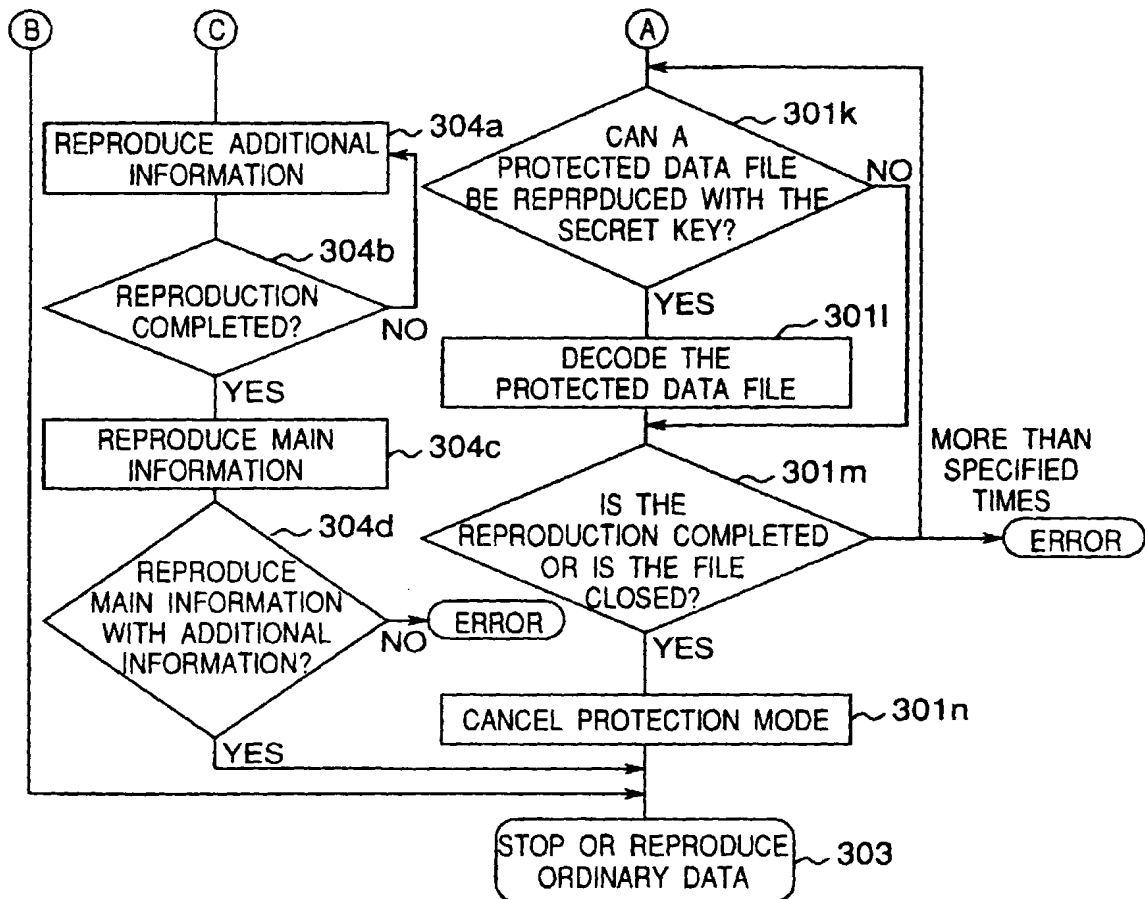 B
C
A
304a
REPRODUCE ADDITIONAL
INFORMATION
304b
REPRODUCTION
COMPLETED?
NO
YES
REPRODUCE MAIN
INFORMATION
304c
304d
REPRODUCE
MAIN INFORMATION
WITH ADDITIONAL
INFORMATION?
NO
ERROR
YES
301k
CAN A
PROTECTED DATA FILE
BE REPRPDUCED WITH THE
SECRET KEY?
NO
YES
301l
DECODE THE
PROTECTED DATA FILE
301m
IS THE
REPRODUCTION COMPLETED
OR IS THE FILE
CLOSED?
MORE THAN
SPECIFIED
TIMES
ERROR
YES
CANCEL PROTECTION MODE
301n
STOP OR REPRODUCE
ORDINARY DATA
303